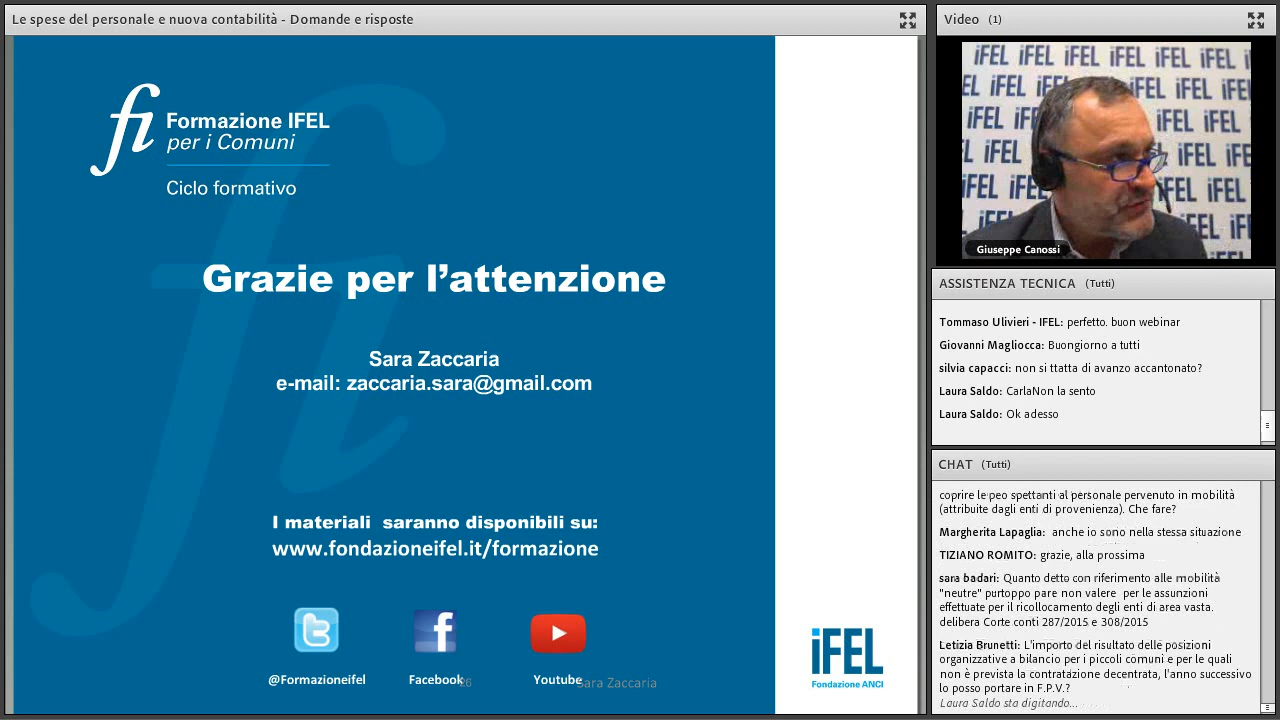 Le spese del personale e nuova contabilità - Domande e risposte
Formazione IFEL
per i Comuni
Ciclo formativo
Grazie per l'attenzione
Sara Zaccaria
e-mail: zaccaria.sara@gmail.com
I materiali saranno disponibili su:
www.fondazioneifel.it/formazione
@Formazioneifel
Facebook
26
Youtube
Sara Zaccaria
iFEL
Fondazione ANCI
Video (1)
Giuseppe Canossi
ASSISTENZA TECNICA (Tutti)
Tommaso Ulivieri - IFEL: perfetto. buon webinar
Giovanni Magliocca: Buongiorno a tutti
silvia capacci: non si ttatta di avanzo accantonato?
Laura Saldo: CarlaNon la sento
Laura Saldo: Ok adesso
CHAT (Tutti)
coprire le peo spettanti al personale pervenuto in mobilità
(attribuite dagli enti di provenienza). Che fare?
Margherita Lapaglia: anche io sono nella stessa situazione
TIZIANO ROMITO: grazie, alla prossima
sara badari: Quanto detto con riferimento alle mobilità
"neutre" purtoppo pare non valere per le assunzioni
effettuate per il ricollocamento degli enti di area vasta.
delibera Corte conti 287/2015 e 308/2015
Letizia Brunetti: L'importo del risultato delle posizioni
organizzative a bilancio per i piccoli comuni e per le quali
non è prevista la contrattazione decentrata, l'anno successivo
lo posso portare in F.P.V.?
Laura Saldo sta digitando...